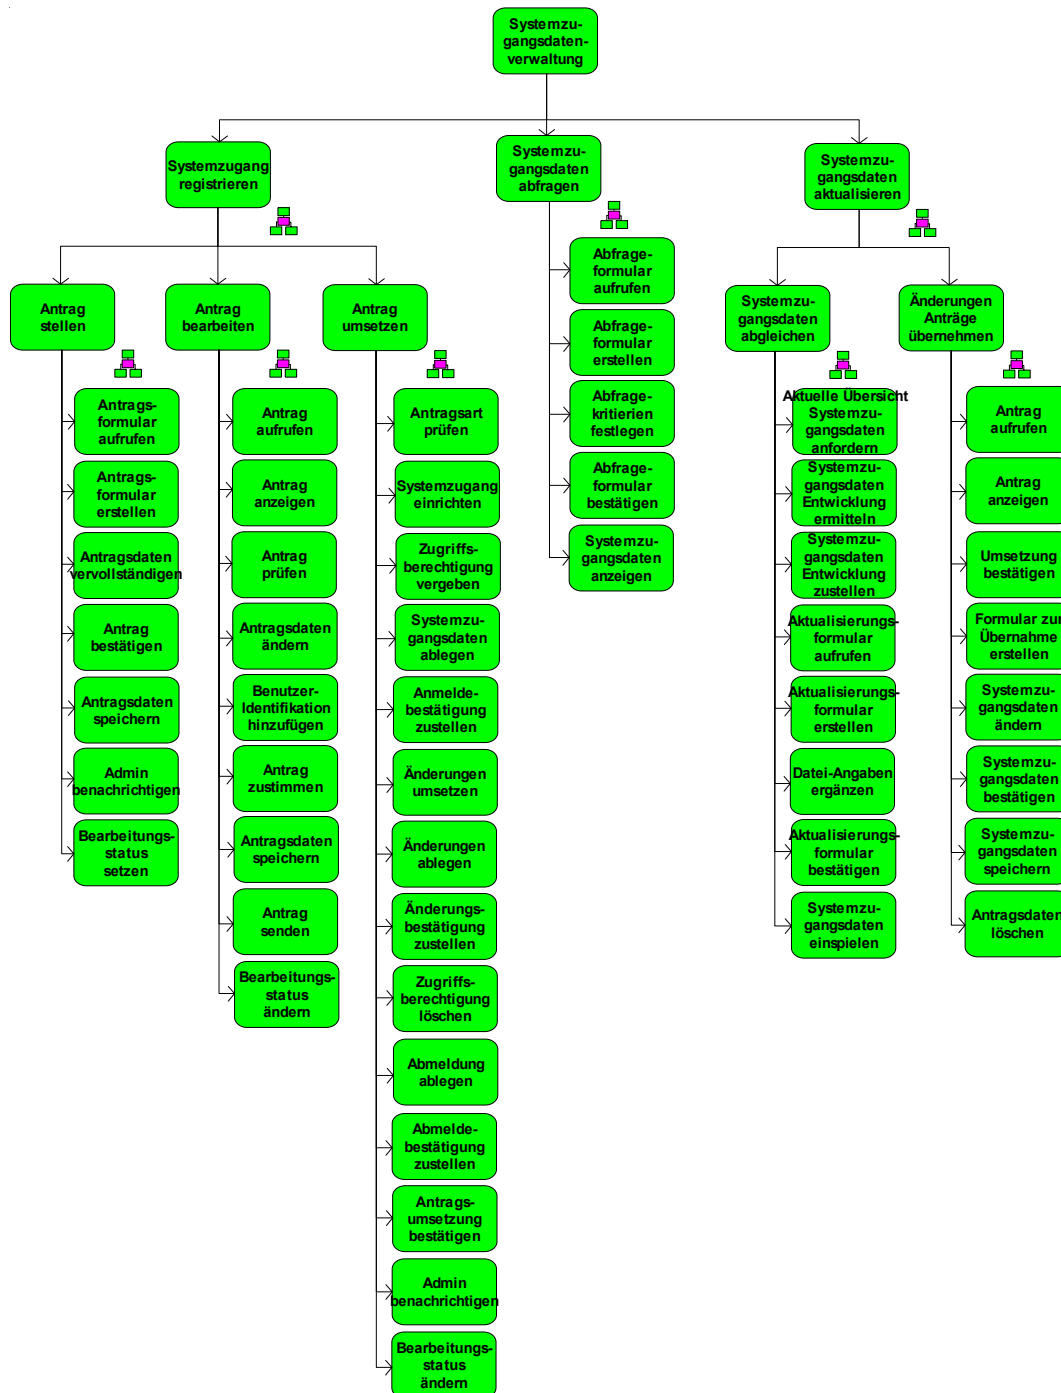 Systemzu-
gangsdaten-
verwaltung
Systemzugang
registrieren
Systemzu-
gangsdaten
abfragen
Systemzu-
gangsdaten
aktualisieren
Antrag
stellen
Antrag
bearbeiten
Antrag
umsetzen
Systemzu-
gangsdaten
abgleichen
Änderungen
Anträge
übernehmen
Antrags-
formular
aufrufen
Antrags-
formular
erstellen
Antragsdaten
vervollständigen
Antrag
bestätigen
Antragsdaten
speichern
Admin
benachrichtigen
Bearbeitungs-
status
setzen
Antrag
aufrufen
Antrag
anzeigen
Antrag
prüfen
Antragsdaten
ändern
Benutzer-
Identifikation
hinzufügen
Antrag
zustimmen
Antragsdaten
speichern
Antrag
senden
Bearbeitungs-
status
ändern
Antragsart
prüfen
Systemzugang
einrichten
Zugriffs-
berechtigung
vergeben
Systemzu-
gangsdaten
ablegen
Anmelde-
bestätigung
zustellen
Änderungen
umsetzen
Änderungen
ablegen
Änderungs-
bestätigung
zustellen
Zugriffs-
berechtigung
löschen
Abmeldung
ablegen
Abmelde-
bestätigung
zustellen
Antrags-
umsetzung
bestätigen
Admin
benachrichtigen
Bearbeitungs-
status
ändern
Abfrage-
formular
aufrufen
Abfrage-
formular
erstellen
Abfrage-
kritierien
festlegen
Abfrage-
formular
bestätigen
Systemzu-
gangsdaten
anzeigen
Aktuelle Übersicht
Systemzu-
gangsdaten
anfordern
Systemzu-
gangsdaten
Entwicklung
ermitteln
Systemzu-
gangsdaten
Entwicklung
zustellen
Aktualisierungs-
formular
aufrufen
Aktualisierungs-
formular
erstellen
Datei-Angaben
ergänzen
Aktualisierungs-
formular
bestätigen
Systemzu-
gangsdaten
einspielen
Antrag
aufrufen
Antrag
anzeigen
Umsetzung
bestätigen
Formular zur
Übernahme
erstellen
Systemzu-
gangsdaten
ändern
Systemzu-
gangsdaten
bestätigen
Systemzu-
gangsdaten
speichern
Antragsdaten
löschen